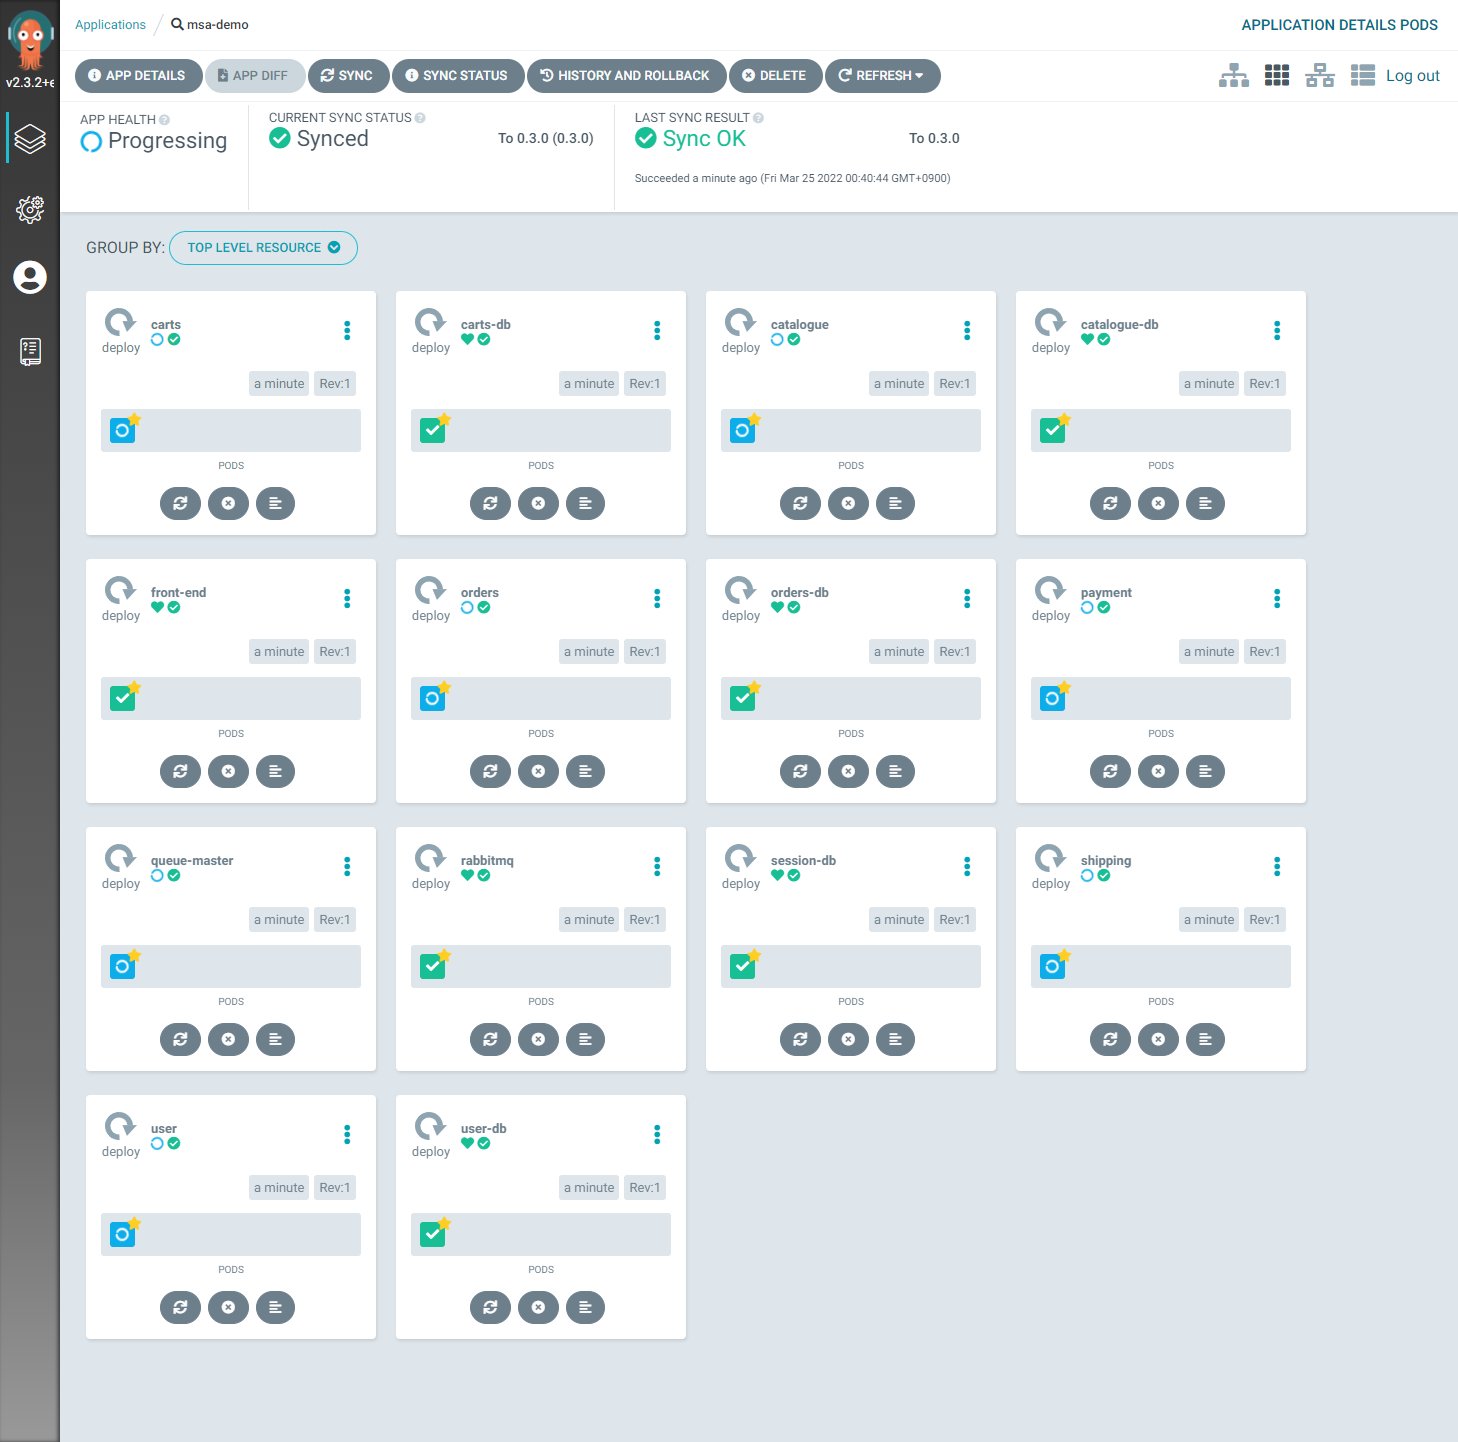 Applications / msa-demo
APPLICATION DETAILS PODS
v2.3.2+e
APP DETAILS
APP DIFF
SYNC
SYNC STATUS
HISTORY AND ROLLBACK
DELETE
REFRESH
Log out
APP HEALTH
Progressing
CURRENT SYNC STATUS
Synced
To 0.3.0 (0.3.0)
LAST SYNC RESULT
Sync OK
To 0.3.0
Succeeded a minute ago (Fri Mar 25 2022 00:40:44 GMT+0900)
GROUP BY: TOP LEVEL RESOURCE
carts
deploy
a minute Rev:1
PODS
carts-db
deploy
a minute Rev:1
PODS
catalogue
deploy
a minute Rev:1
PODS
catalogue-db
deploy
a minute Rev:1
PODS
front-end
deploy
a minute Rev:1
PODS
orders
deploy
a minute Rev:1
PODS
orders-db
deploy
a minute Rev:1
PODS
payment
deploy
a minute Rev:1
PODS
queue-master
deploy
a minute Rev:1
PODS
rabbitmq
deploy
a minute Rev:1
PODS
session-db
deploy
a minute Rev:1
PODS
shipping
deploy
a minute Rev:1
PODS
user
deploy
a minute Rev:1
PODS
user-db
deploy
a minute Rev:1
PODS